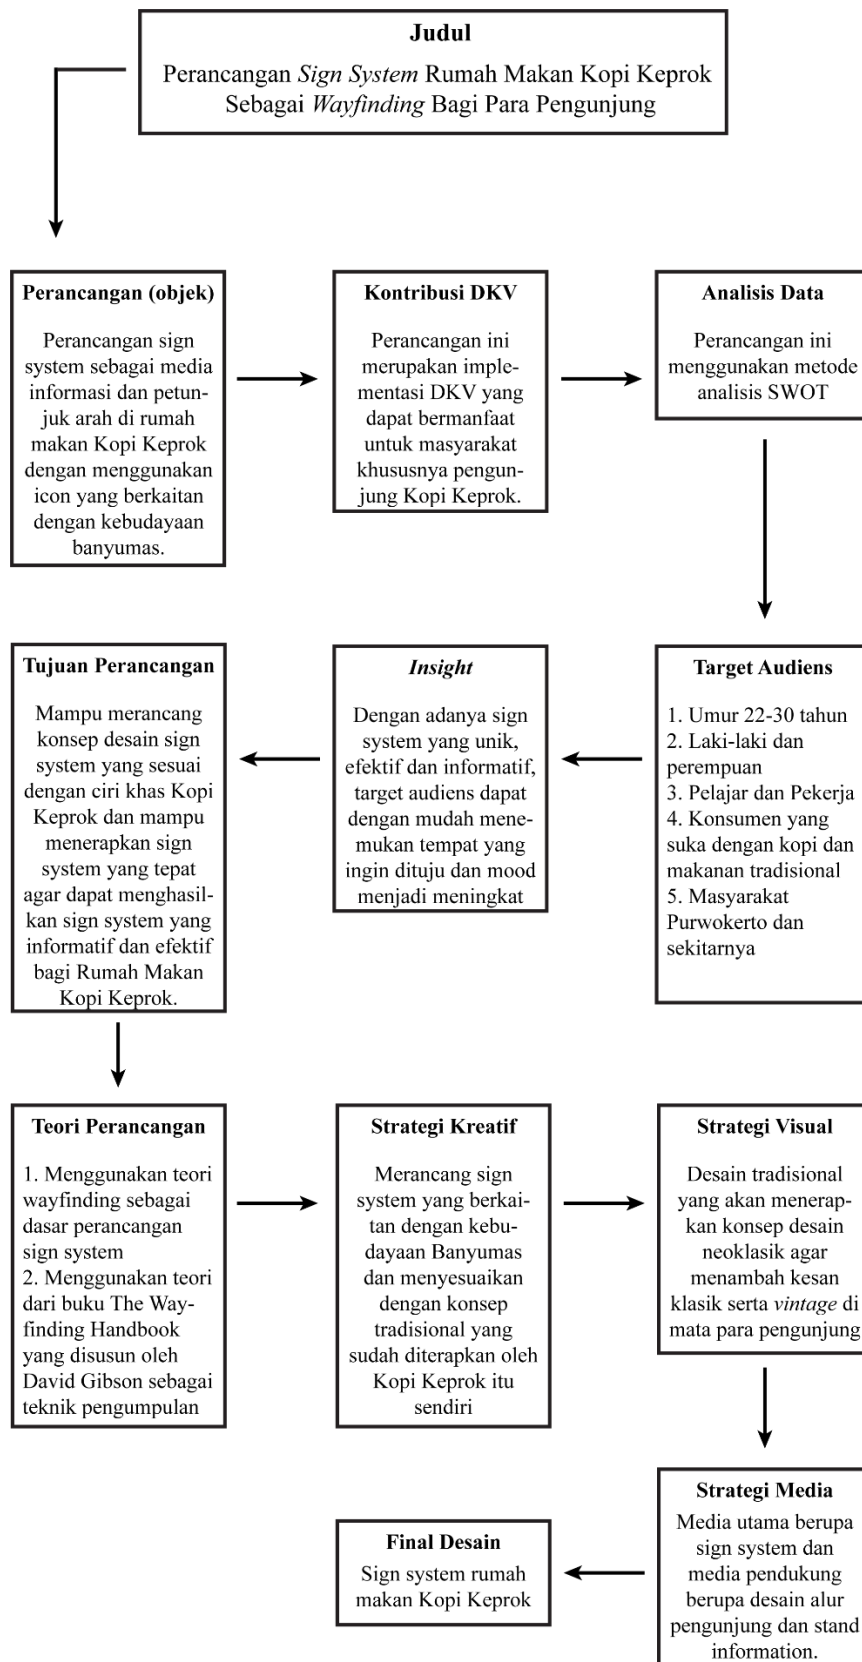 Judul
Perancangan Sign System Rumah Makan Kopi Keprok
Sebagai Wayfinding Bagi Para Pengunjung
Perancangan (objek)
Perancangan sign
system sebagai media
informasi dan petun-
juk arah di rumah
makan Kopi Keprok
dengan menggunakan
icon yang berkaitan
dengan kebudayaan
banyumas.
Kontribusi DKV
Perancangan ini
merupakan imple-
mentasi DKV yang
dapat bermanfaat
untuk masyarakat
khususnya pengun-
jung Kopi Keprok.
Analisis Data
Perancangan ini
menggunakan metode
analisis SWOT
Target Audiens
1. Umur 22-30 tahun
2. Laki-laki dan
perempuan
3. Pelajar dan Pekerja
4. Konsumen yang
suka dengan kopi dan
makanan tradisional
5. Masyarakat
Purwokerto dan
sekitarnya
Insight
Dengan adanya sign
system yang unik,
efektif dan informatif,
target audiens dapat
dengan mudah mene-
mukan tempat yang
ingin dituju dan mood
menjadi meningkat
Tujuan Perancangan
Mampu merancang
konsep desain sign
system yang sesuai
dengan ciri khas Kopi
Keprok dan mampu
menerapkan sign
system yang tepat
agar dapat menghasil-
kan sign system yang
informatif dan efektif
bagi Rumah Makan
Kopi Keprok.
Teori Perancangan
1. Menggunakan teori
wayfinding sebagai
dasar perancangan
sign system
2. Menggunakan teori
dari buku The Way-
finding Handbook
yang disusun oleh
David Gibson sebagai
teknik pengumpulan
Strategi Kreatif
Merancang sign
system yang berkai-
tan dengan kebu-
dayaan Banyumas
dan menyesuaikan
dengan konsep
tradisional yang
sudah diterapkan oleh
Kopi Keprok itu
sendiri
Strategi Visual
Desain tradisional
yang akan menerap-
kan konsep desain
neoklasik agar
menambah kesan
klasik serta vintage di
mata para pengunjung
Strategi Media
Media utama berupa
sign system dan
media pendukung
berupa desain alur
pengunjung dan stand
information.
Final Desain
Sign system rumah
makan Kopi Keprok